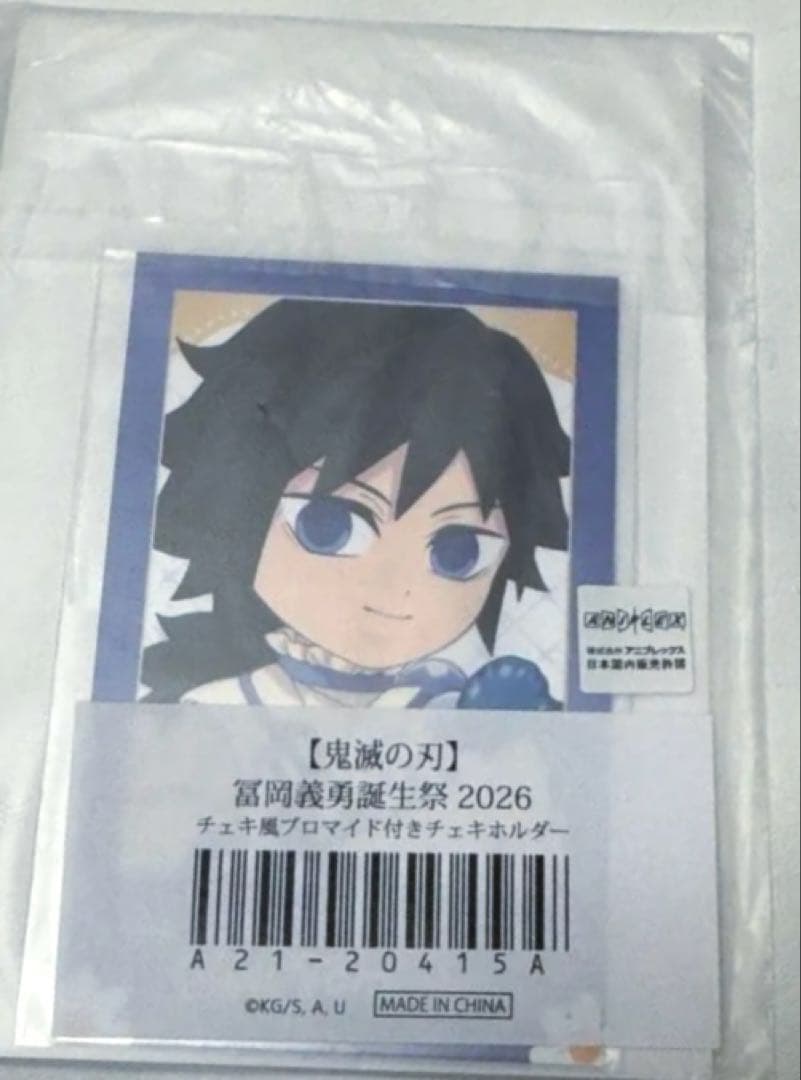 ANIPLEX
株式会社アニプレックス
日本国内販売許諾
【鬼滅の刃】
冨岡義勇誕生祭 2026
チェキ風ブロマイド付きチェキホルダー
A21-20415A
©KG/S, A, U
MADE IN CHINA